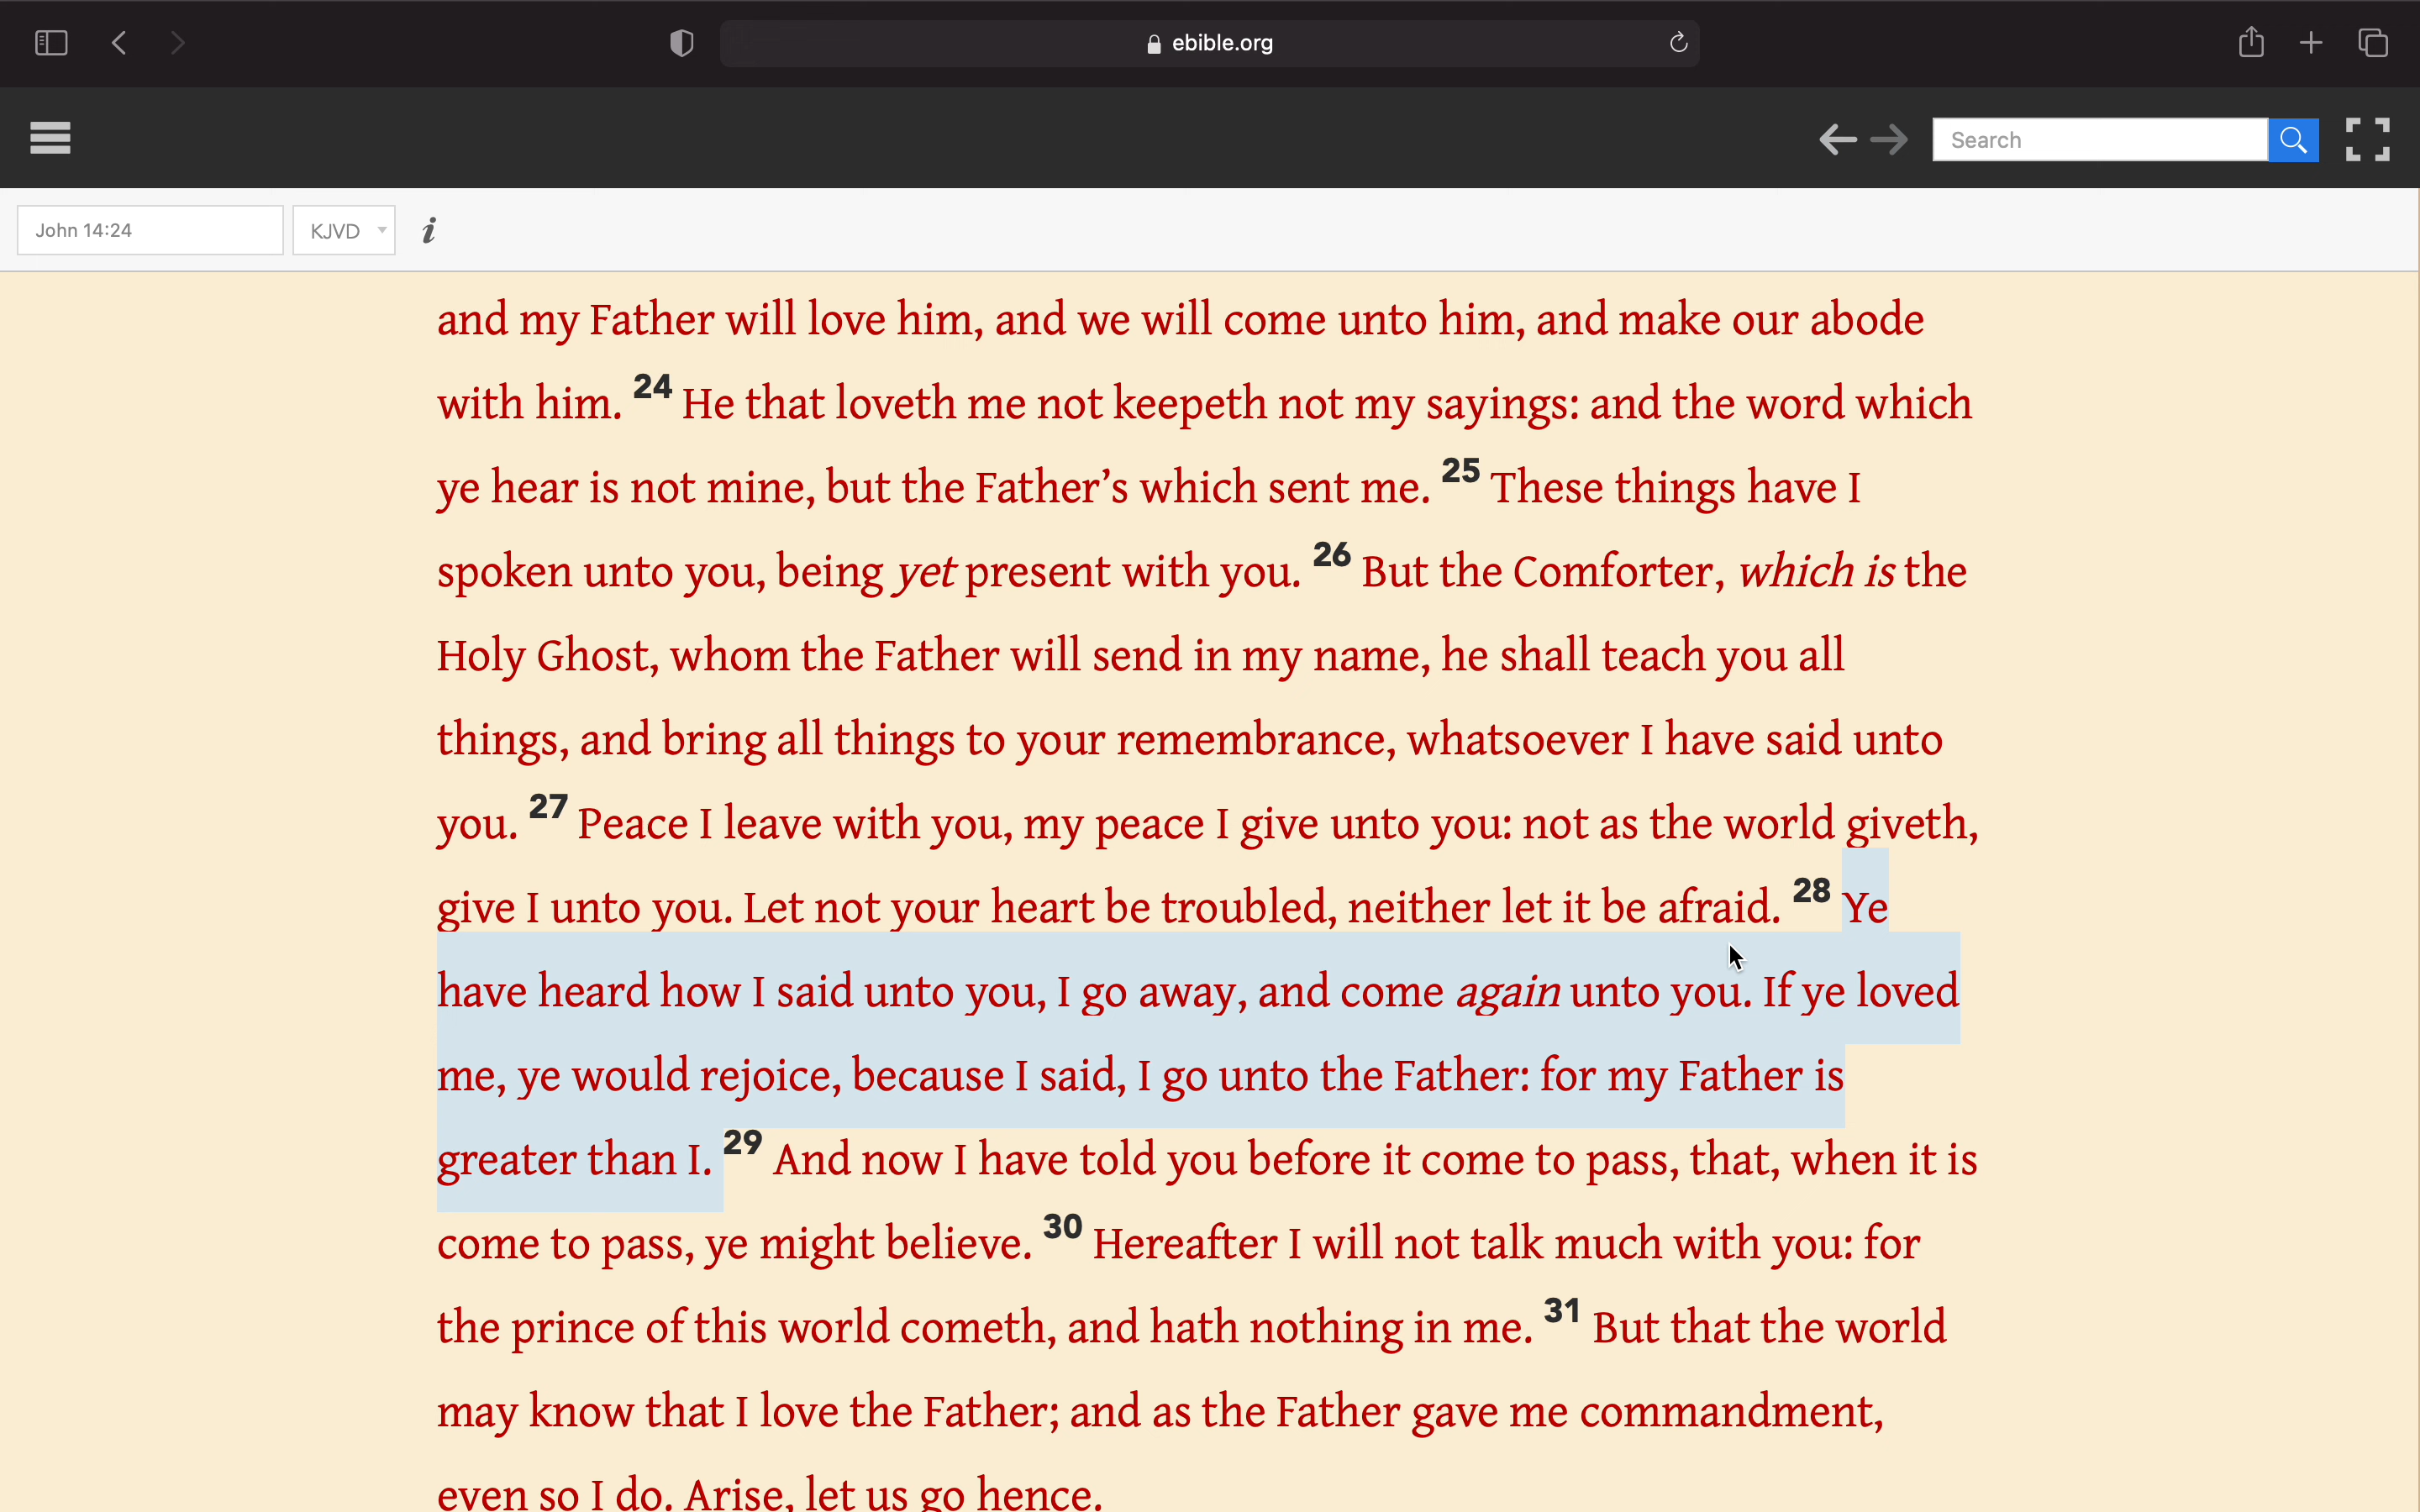 ebible.org
Search
John 14:24
KJVD
i
and my Father will love him, and we will come unto him, and make our abode
with him. 24 He that loveth me not keepeth not my sayings: and the word which
ye hear is not mine, but the Father’s which sent me. 25 These things have I
spoken unto you, being yet present with you. 26 But the Comforter, which is the
Holy Ghost, whom the Father will send in my name, he shall teach you all
things, and bring all things to your remembrance, whatsoever I have said unto
you. 27 Peace I leave with you, my peace I give unto you: not as the world giveth,
give I unto you. Let not your heart be troubled, neither let it be afraid. 28 Ye
have heard how I said unto you, I go away, and come again unto you. If ye loved
me, ye would rejoice, because I said, I go unto the Father: for my Father is
greater than I. 29 And now I have told you before it come to pass, that, when it is
come to pass, ye might believe. 30 Hereafter I will not talk much with you: for
the prince of this world cometh, and hath nothing in me. 31 But that the world
may know that I love the Father; and as the Father gave me commandment,
even so I do. Arise, let us go hence.